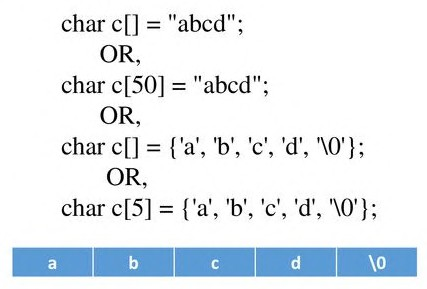 char c[] = "abcd";
OR,
char c[50] = "abcd";
OR,
char c[] = {'a', 'b', 'c', 'd', '\0'};
OR,
char c[5] = {'a', 'b', 'c', 'd', '\0'};
a b c d \0